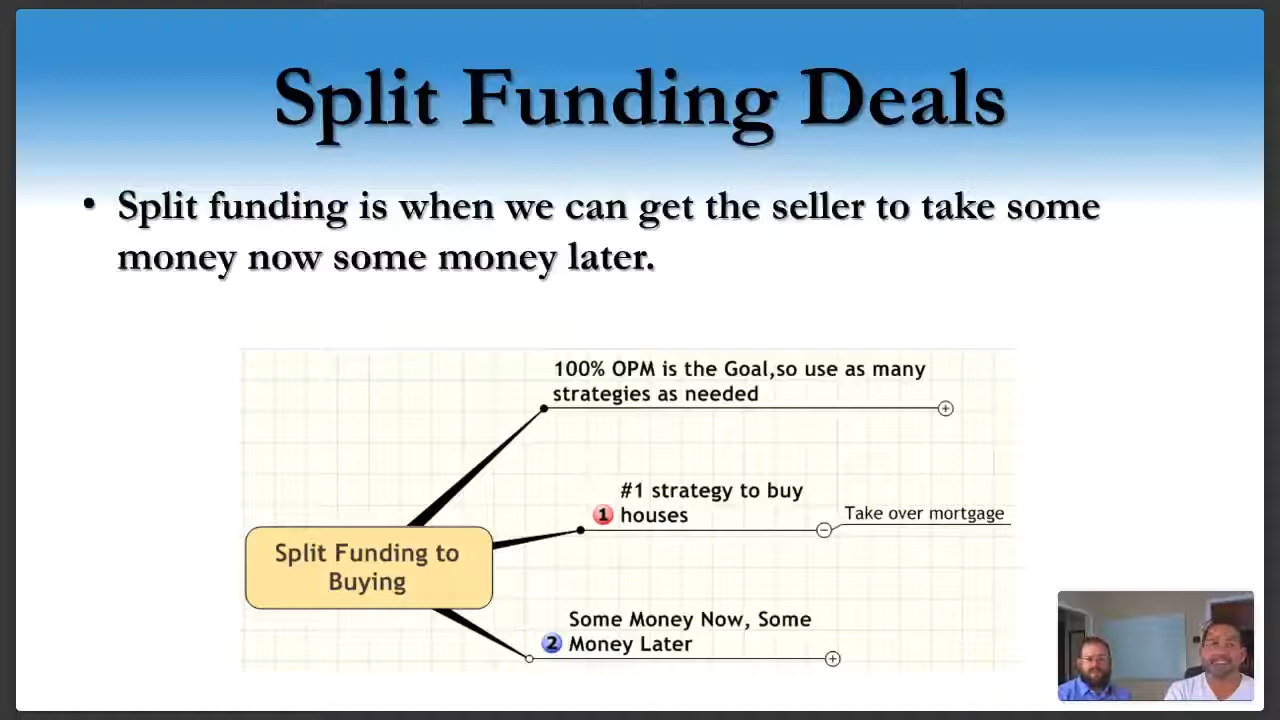 Split Funding Deals
• Split funding is when we can get the seller to take some
money now some money later.
100% OPM is the Goal,so use as many
strategies as needed
#1 strategy to buy
1 houses
Take over mortgage
Split Funding to
Buying
Some Money Now, Some
2 Money Later